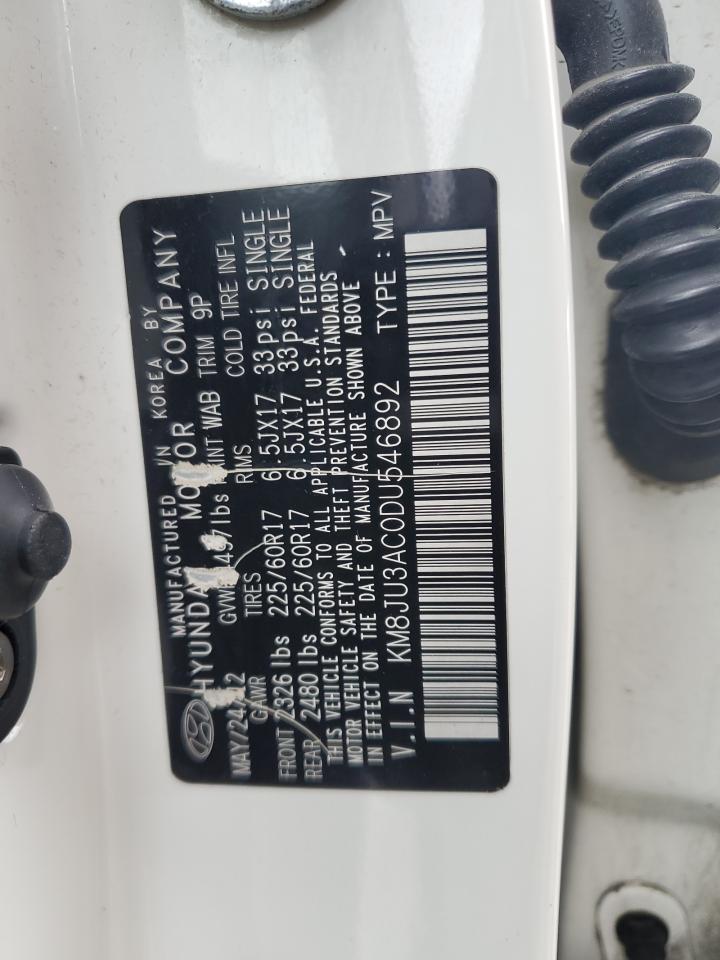 MANUFACTURED IN KOREA BY
HYUNDAI MOTOR COMPANY
MAY/24/12 GVWR 497lbs PAINT WAB TRIM 9P
GAWR TIRES RIMS COLD TIRE INFL
FRONT 2326 lbs 225/60R17 6.5JX17 33psi SINGLE
REAR 2480 lbs 225/60R17 6.5JX17 33psi SINGLE
THIS VEHICLE CONFORMS TO ALL APPLICABLE U.S.A. FEDERAL
MOTOR VEHICLE SAFETY AND THEFT PREVENTION STANDARDS
IN EFFECT ON THE DATE OF MANUFACTURE SHOWN ABOVE
V.I.N KM8JU3AC0DU546892 TYPE : MPV